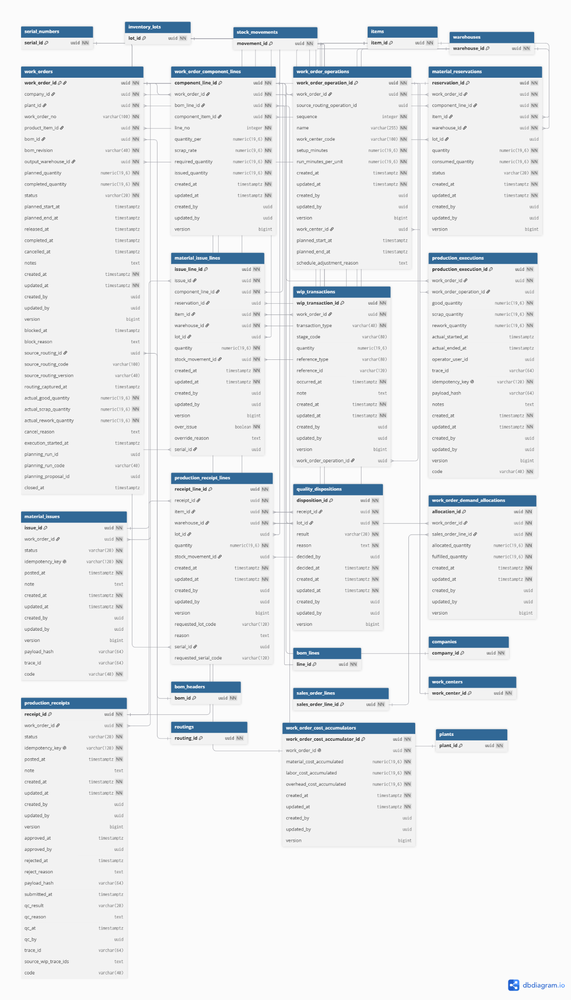 serial_numbers
serial_id uuid NN
inventory_lots
lot_id uuid NN
stock_movements
movement_id uuid NN
items
item_id uuid NN
warehouses
warehouse_id uuid NN
work_orders
work_order_id uuid NN
company_id uuid NN
plant_id uuid NN
work_order_no varchar(100) NN
product_item_id uuid NN
bom_id uuid NN
bom_revision varchar(40) NN
output_warehouse_id uuid NN
planned_quantity numeric(19,6) NN
completed_quantity numeric(19,6) NN
status varchar(20) NN
planned_start_at timestamptz
planned_end_at timestamptz
released_at timestamptz
completed_at timestamptz
cancelled_at timestamptz
notes text
created_at timestamptz NN
updated_at timestamptz NN
created_by uuid
updated_by uuid
version bigint
blocked_at timestamptz
block_reason text
source_routing_id uuid
source_routing_code varchar(100)
source_routing_version varchar(40)
routing_captured_at timestamptz
actual_good_quantity numeric(19,6) NN
actual_scrap_quantity numeric(19,6) NN
actual_rework_quantity numeric(19,6) NN
cancel_reason text
execution_started_at timestamptz
planning_run_id uuid
planning_run_code varchar(40)
planning_proposal_id uuid
closed_at timestamptz
work_order_component_lines
component_line_id uuid NN
work_order_id uuid NN
bom_line_id uuid NN
component_item_id uuid NN
line_no integer NN
quantity_per numeric(19,6) NN
scrap_rate numeric(9,6) NN
required_quantity numeric(19,6) NN
issued_quantity numeric(19,6) NN
created_at timestamptz NN
updated_at timestamptz NN
created_by uuid
updated_by uuid
version bigint
work_order_operations
work_order_operation_id uuid NN
work_order_id uuid NN
source_routing_operation_id uuid
sequence integer NN
name varchar(255) NN
work_center_code varchar(100) NN
setup_minutes numeric(19,6) NN
run_minutes_per_unit numeric(19,6) NN
created_at timestamptz NN
updated_at timestamptz NN
created_by uuid
updated_by uuid
version bigint
work_center_id uuid
planned_start_at timestamptz
planned_end_at timestamptz
schedule_adjustment_reason text
material_reservations
reservation_id uuid NN
work_order_id uuid NN
component_line_id uuid NN
item_id uuid NN
warehouse_id uuid NN
lot_id uuid
quantity numeric(19,6) NN
consumed_quantity numeric(19,6) NN
status varchar(20) NN
created_at timestamptz NN
updated_at timestamptz NN
created_by uuid
updated_by uuid
version bigint
material_issue_lines
issue_line_id uuid NN
issue_id uuid NN
component_line_id uuid NN
reservation_id uuid
item_id uuid NN
warehouse_id uuid NN
lot_id uuid
quantity numeric(19,6) NN
stock_movement_id uuid NN
created_at timestamptz NN
updated_at timestamptz NN
created_by uuid
updated_by uuid
version bigint
over_issue boolean NN
override_reason text
serial_id uuid
wip_transactions
wip_transaction_id uuid NN
work_order_id uuid NN
transaction_type varchar(40) NN
stage_code varchar(80)
quantity numeric(19,6)
reference_type varchar(80)
reference_id varchar(120)
occurred_at timestamptz NN
note text
created_at timestamptz NN
updated_at timestamptz NN
created_by uuid
updated_by uuid
version bigint
work_order_operation_id uuid
production_executions
production_execution_id uuid NN
work_order_id uuid NN
work_order_operation_id uuid
good_quantity numeric(19,6) NN
scrap_quantity numeric(19,6) NN
rework_quantity numeric(19,6) NN
actual_started_at timestamptz
actual_ended_at timestamptz
operator_user_id uuid
trace_id varchar(64)
idempotency_key varchar(120) NN
payload_hash varchar(64)
notes text
created_at timestamptz NN
updated_at timestamptz NN
created_by uuid
updated_by uuid
version bigint
code varchar(40) NN
production_receipt_lines
receipt_line_id uuid NN
receipt_id uuid NN
item_id uuid NN
warehouse_id uuid NN
lot_id uuid
quantity numeric(19,6) NN
stock_movement_id uuid
created_at timestamptz NN
updated_at timestamptz NN
created_by uuid
updated_by uuid
version bigint
requested_lot_code varchar(120)
reason text
serial_id uuid
requested_serial_code varchar(120)
quality_dispositions
disposition_id uuid NN
receipt_id uuid NN
lot_id uuid NN
result varchar(20) NN
reason text NN
decided_by uuid
decided_at timestamptz NN
created_at timestamptz NN
updated_at timestamptz NN
created_by uuid
updated_by uuid
version bigint
work_order_demand_allocations
allocation_id uuid NN
work_order_id uuid NN
sales_order_line_id uuid NN
allocated_quantity numeric(19,6) NN
fulfilled_quantity numeric(19,6) NN
created_at timestamptz NN
updated_at timestamptz NN
created_by uuid
updated_by uuid
version bigint
material_issues
issue_id uuid NN
work_order_id uuid NN
status varchar(20) NN
idempotency_key varchar(120) NN
posted_at timestamptz NN
note text
created_at timestamptz NN
updated_at timestamptz NN
created_by uuid
updated_by uuid
version bigint
payload_hash varchar(64)
trace_id varchar(64)
code varchar(40) NN
bom_lines
line_id uuid NN
companies
company_id uuid NN
bom_headers
bom_id uuid NN
sales_order_lines
sales_order_line_id uuid NN
work_centers
work_center_id uuid NN
production_receipts
receipt_id uuid NN
work_order_id uuid NN
status varchar(20) NN
idempotency_key varchar(120) NN
posted_at timestamptz NN
note text
created_at timestamptz NN
updated_at timestamptz NN
created_by uuid
updated_by uuid
version bigint
approved_at timestamptz
approved_by uuid
rejected_at timestamptz
reject_reason text
payload_hash varchar(64)
submitted_at timestamptz
qc_result varchar(20)
qc_reason text
qc_at timestamptz
qc_by uuid
trace_id varchar(64)
source_wip_trace_ids text
code varchar(40)
routings
routing_id uuid NN
work_order_cost_accumulators
work_order_cost_accumulator_id uuid NN
work_order_id uuid NN
material_cost_accumulated numeric(19,6) NN
labor_cost_accumulated numeric(19,6) NN
overhead_cost_accumulated numeric(19,6) NN
created_at timestamptz NN
updated_at timestamptz NN
created_by uuid
updated_by uuid
version bigint
plants
plant_id uuid NN
dbdiagram.io